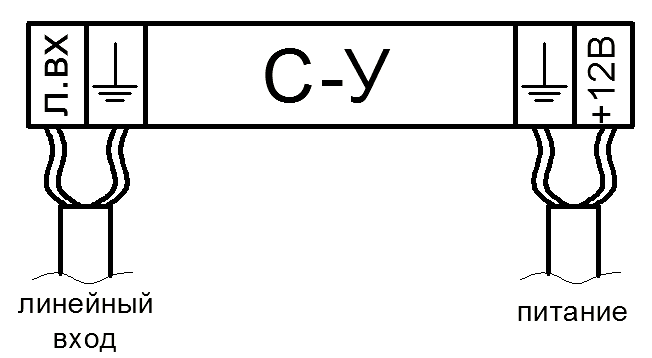 л.вх
С-У
+12В
линейный
вход
питание